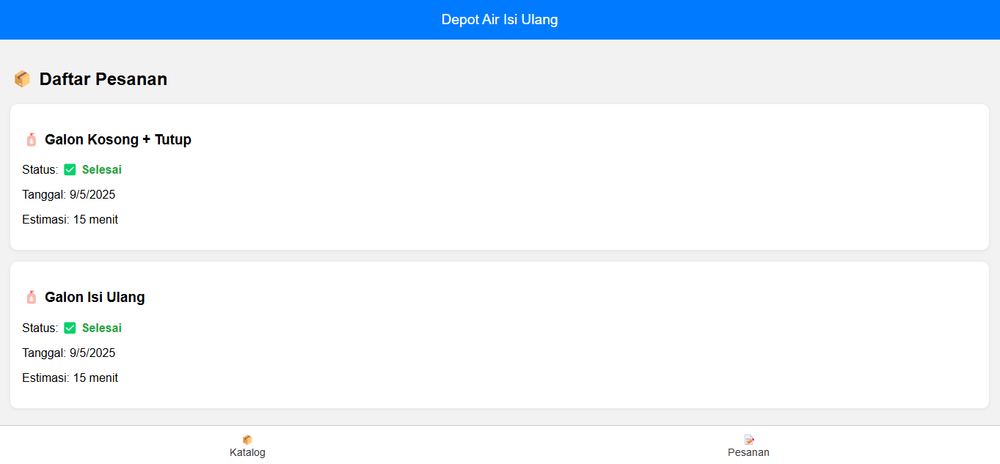 Depot Air Isi Ulang
Daftar Pesanan
Galon Kosong + Tutup
Status: Selesai
Tanggal: 9/5/2025
Estimasi: 15 menit
Galon Isi Ulang
Status: Selesai
Tanggal: 9/5/2025
Estimasi: 15 menit
Katalog
Pesanan